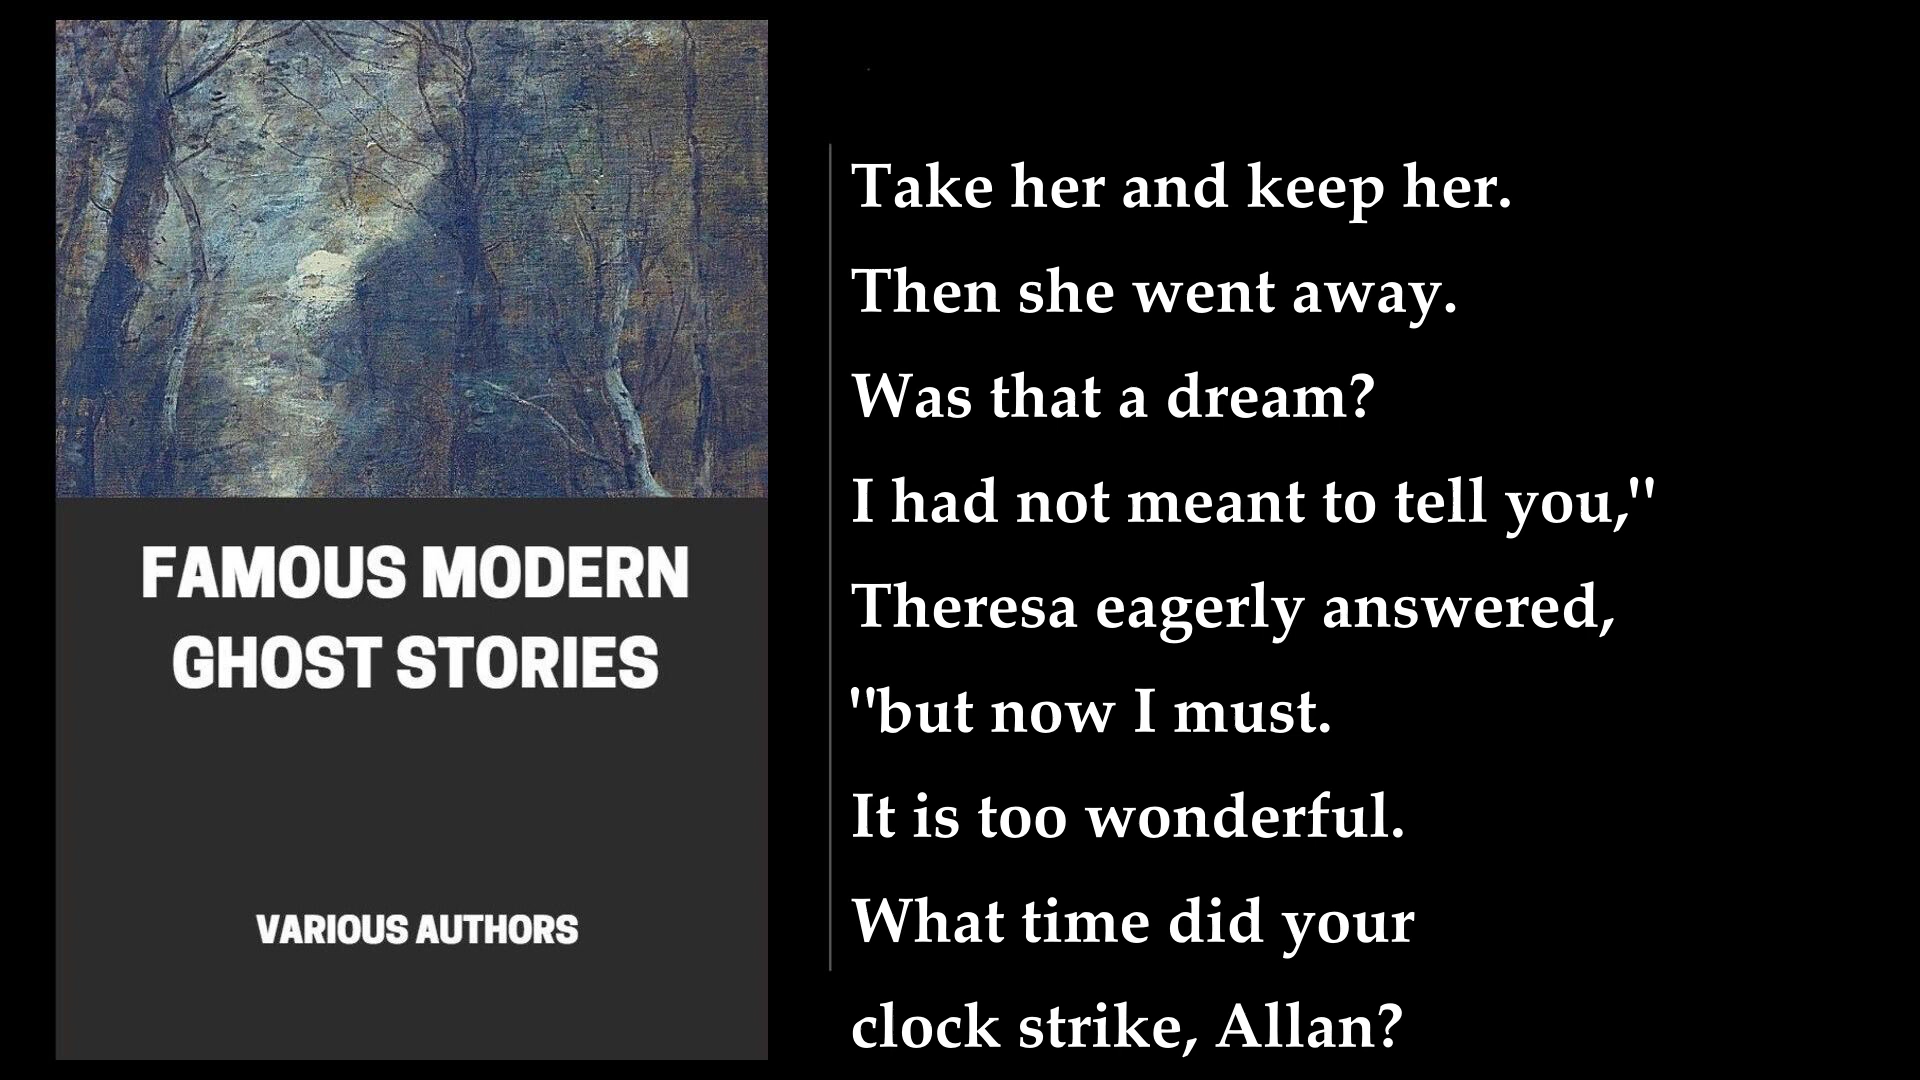 FAMOUS MODERN
GHOST STORIES
VARIOUS AUTHORS
Take her and keep her.
Then she went away.
Was that a dream?
I had not meant to tell you,"
Theresa eagerly answered,
"but now I must.
It is too wonderful.
What time did your
clock strike, Allan?